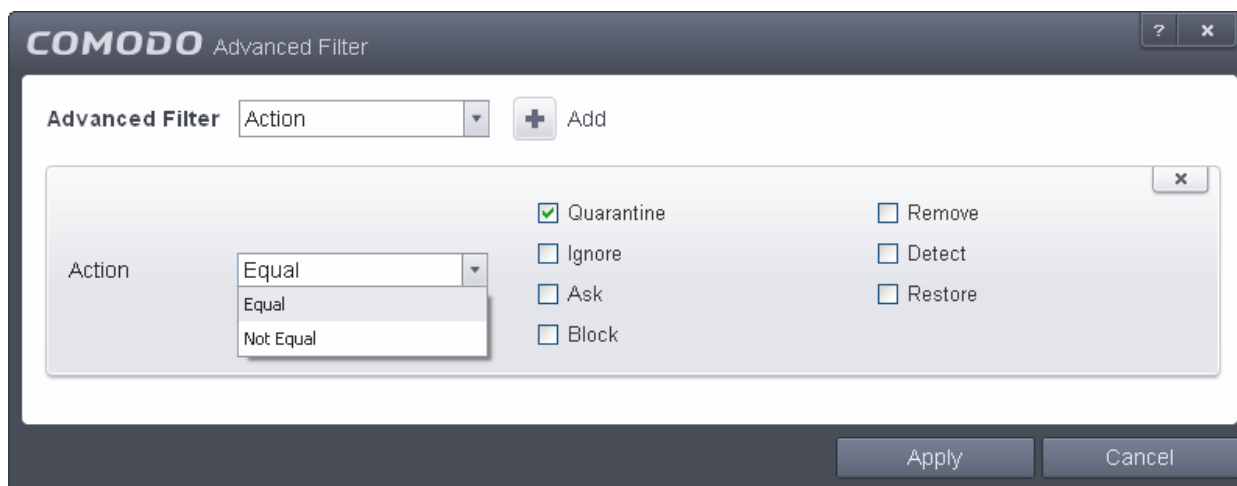 COMODO Advanced Filter
?
×
Advanced Filter
Action
+
Add
×
Action
Equal
Equal
Not Equal
Quarantine
Remove
Ignore
Detect
Ask
Restore
Block
Apply
Cancel